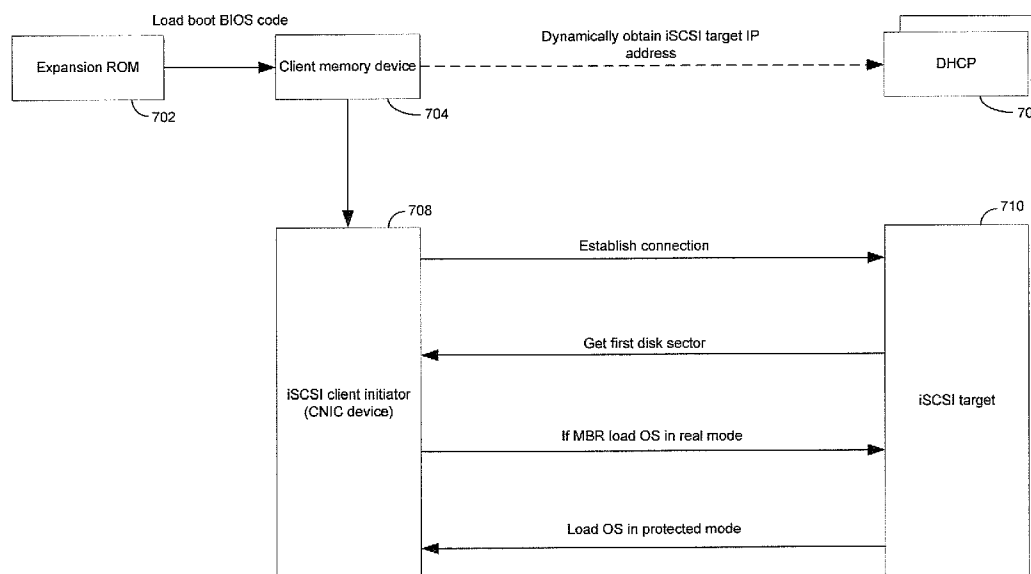 Load boot BIOS code
Dynamically obtain iSCSI target IP
address
Expansion ROM
Client memory device
DHCP
702
704
708
710
Establish connection
Get first disk sector
iSCSI client initiator
(CNIC device)
iSCSI target
If MBR load OS in real mode
Load OS in protected mode